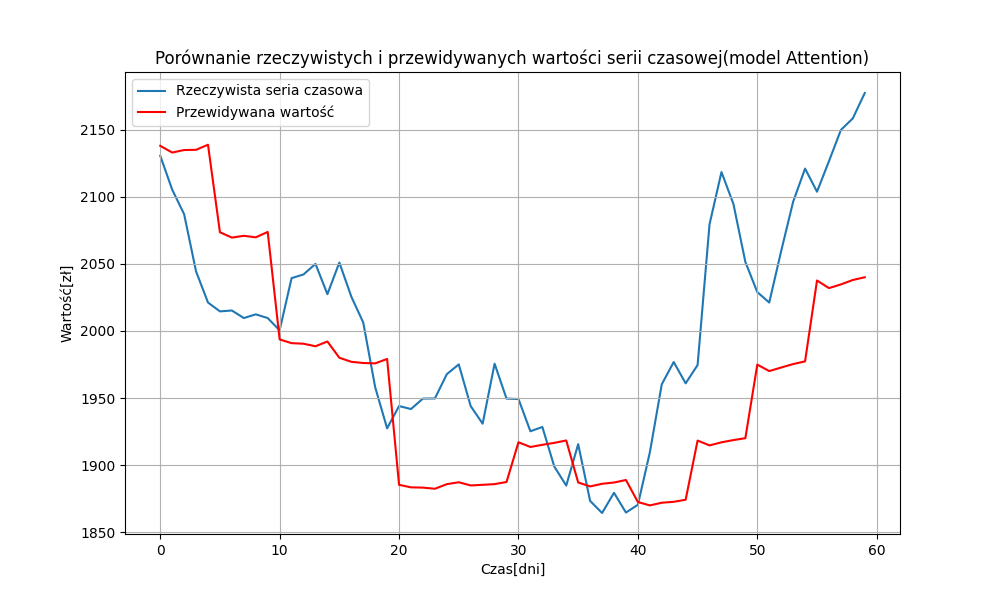 Porównanie rzeczywistych i przewidywanych wartości serii czasowej(model Attention)
Rzeczywista seria czasowa
Przewidywana wartość
Wartość[zł]
2150
2100
2050
2000
1950
1900
1850
0 10 20 30 40 50 60
Czas[dni]